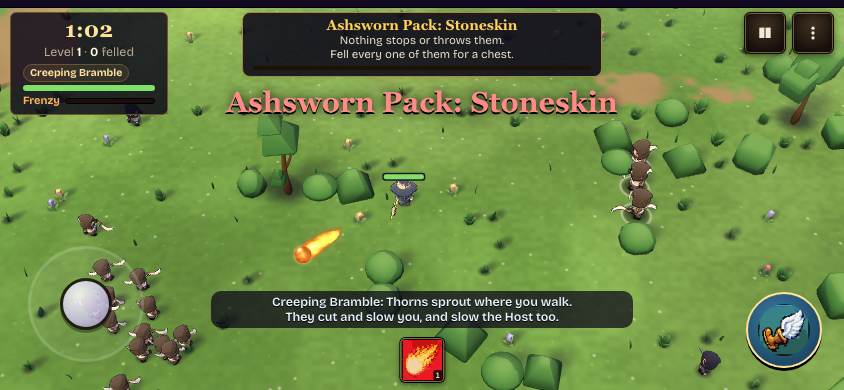 1:02
Level 1 · 0 felled
Creeping Bramble
Frenzy
Ashsworn Pack: Stoneskin
Nothing stops or throws them.
Fell every one of them for a chest.
Ashsworn Pack: Stoneskin
Creeping Bramble: Thorns sprout where you walk.
They cut and slow you, and slow the Host too.
1